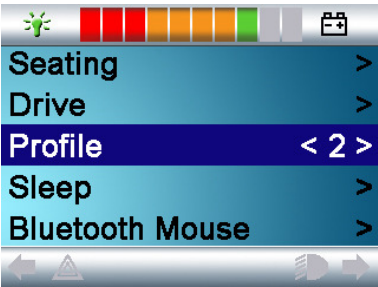 Seating >
Drive >
Profile < 2 >
Sleep >
Bluetooth Mouse >